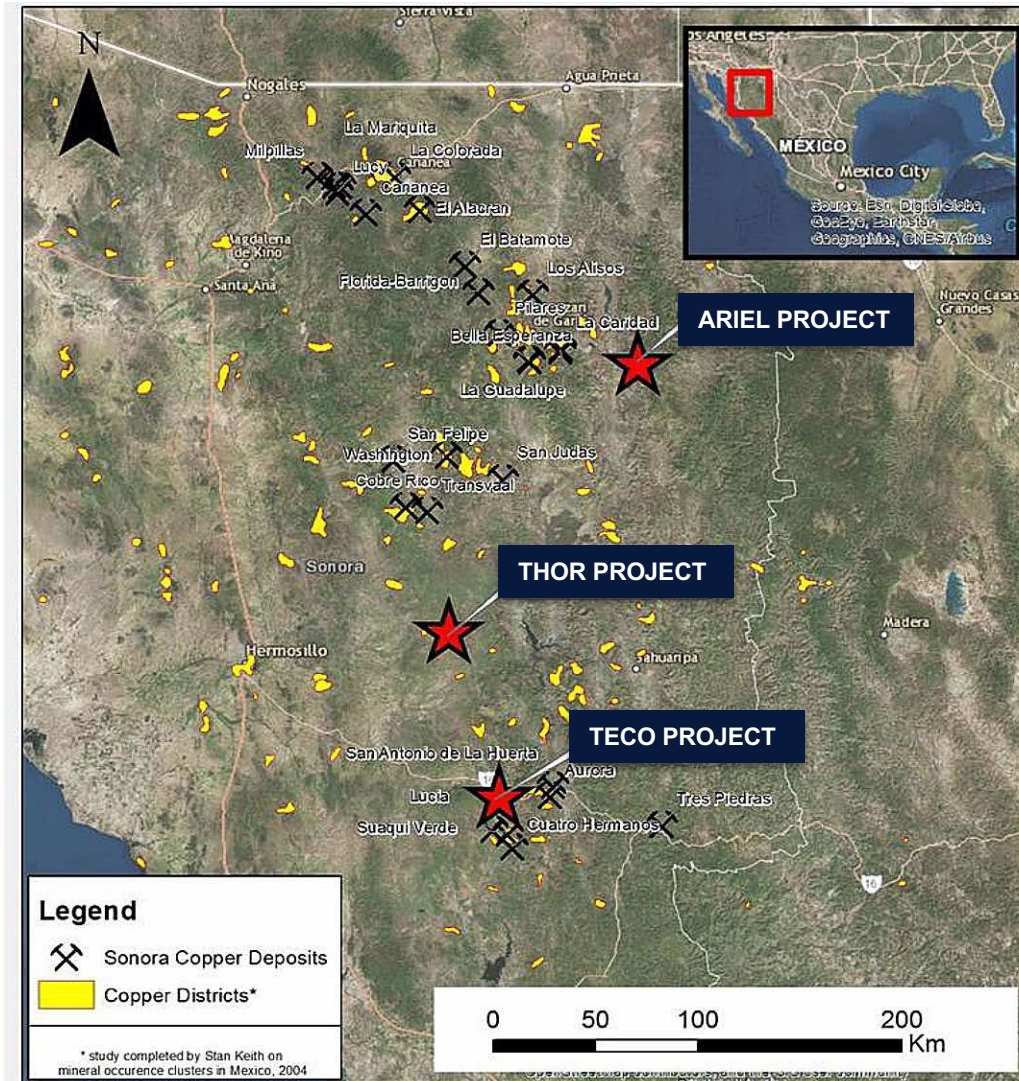 Sierra Vista
N
Nogales
Agua Prieta
os Angeles
MÉXICO
Mexico City
Source: Esri, DigitalGlobe,
GeoEye, Earthstar
Geographics, CNES/Airbus
La Mariquita
Milpillas
La Colorada
Lucy
Cananea
Cananea
El Alacran
Magdalena
de Kino
Santa Ana
El Batamote
Florida-Barrigon
Los Alisos
Pilares
Bella Esperanza
La Caridad
La Guadalupe
Nuevo Casas
Grandes
ARIEL PROJECT
San Felipe
Washington
San Judas
Cobre Rico
Transvaal
Sonora
THOR PROJECT
Madera
Hermosillo
Sahuaripa
TECO PROJECT
San Antonio de La Huerta
Aurora
Lucia
Tres Piedras
Suaqui Verde
Cuatro Hermanos
16
Legend
Sonora Copper Deposits
Copper Districts*
* study completed by Stan Keith on
mineral occurence clusters in Mexico, 2004
0 50 100 200
Km